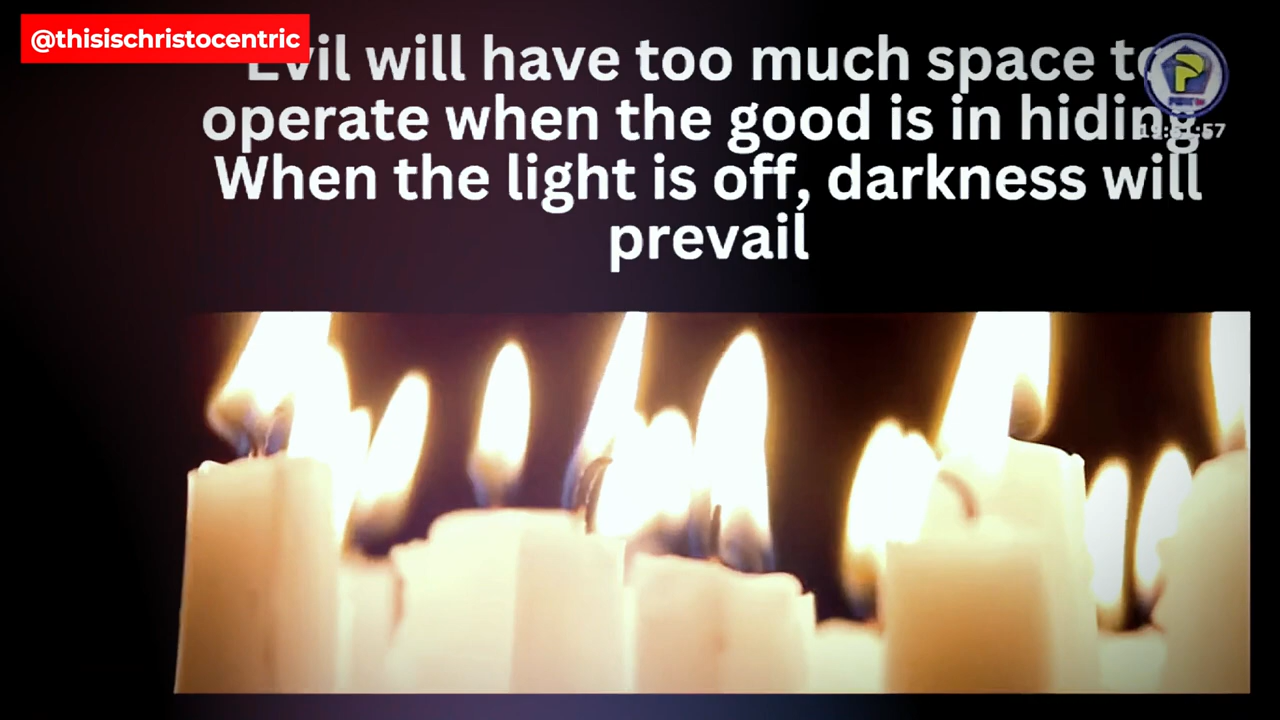 @thisischristocentric
Evil will have too much space to
operate when the good is in hiding
When the light is off, darkness will
prevail